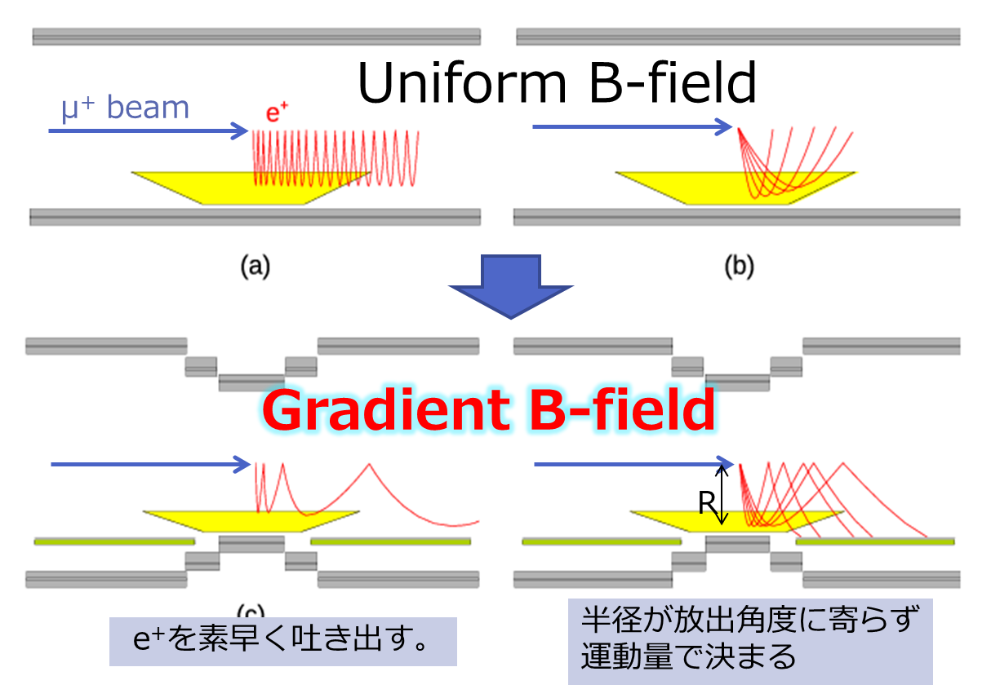 Uniform B-field
μ⁺ beam
e⁺
(a)
(b)
Gradient B-field
R
(c)
e⁺を素早く吐き出す。
半径が放出角度に寄らず
運動量で決まる